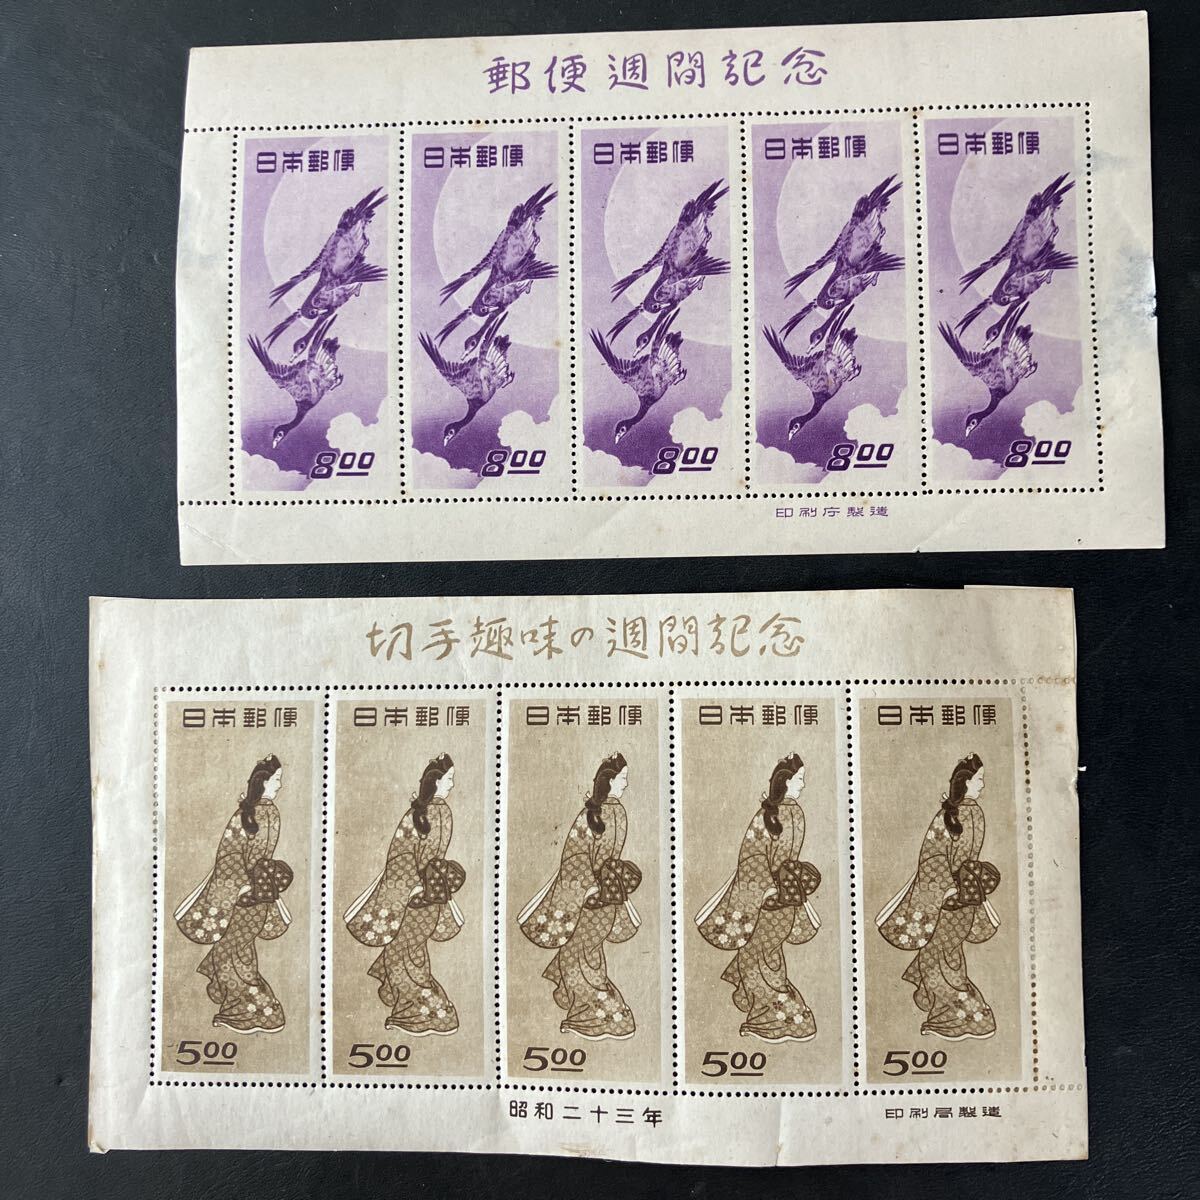 郵便週間記念
日本郵便 日本郵便 日本郵便 日本郵便 日本郵便
8.00 8.00 8.00 8.00 8.00
印刷庁製造
切手趣味の週間記念
日本郵便 日本郵便 日本郵便 日本郵便 日本郵便
5.00 5.00 5.00 5.00 5.00
昭和二十三年 印刷局製造